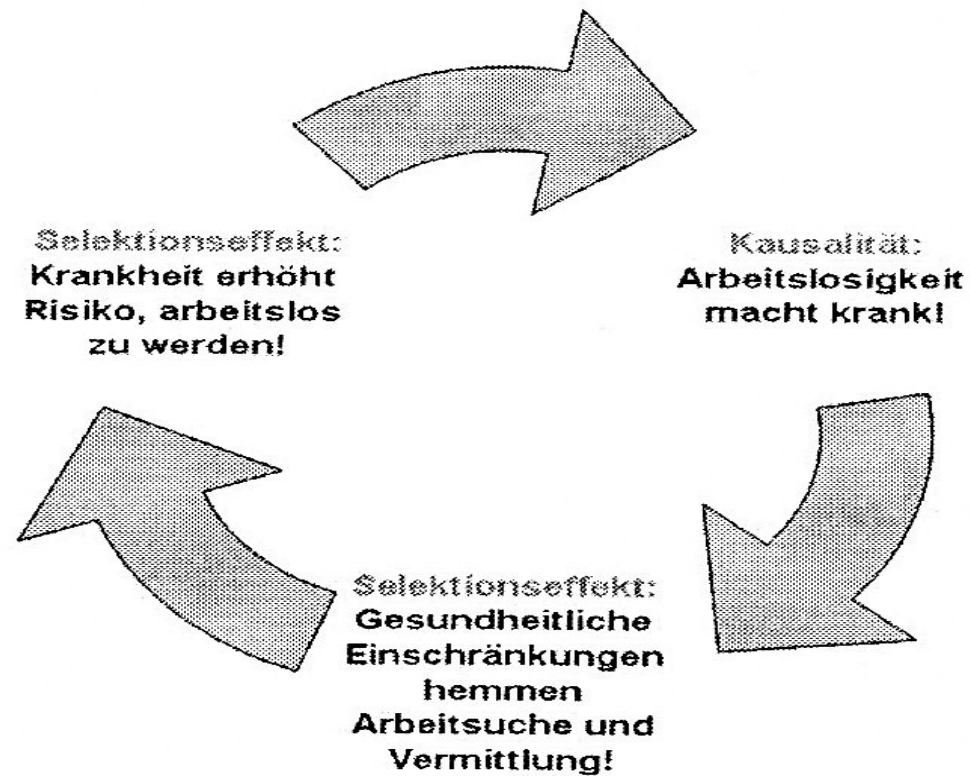 Selektionseffekt:
Krankheit erhöht
Risiko, arbeitslos
zu werden!
Kausalität:
Arbeitslosigkeit
macht krank!
Selektionseffekt:
Gesundheitliche
Einschränkungen
hemmen
Arbeitsuche und
Vermittlung!